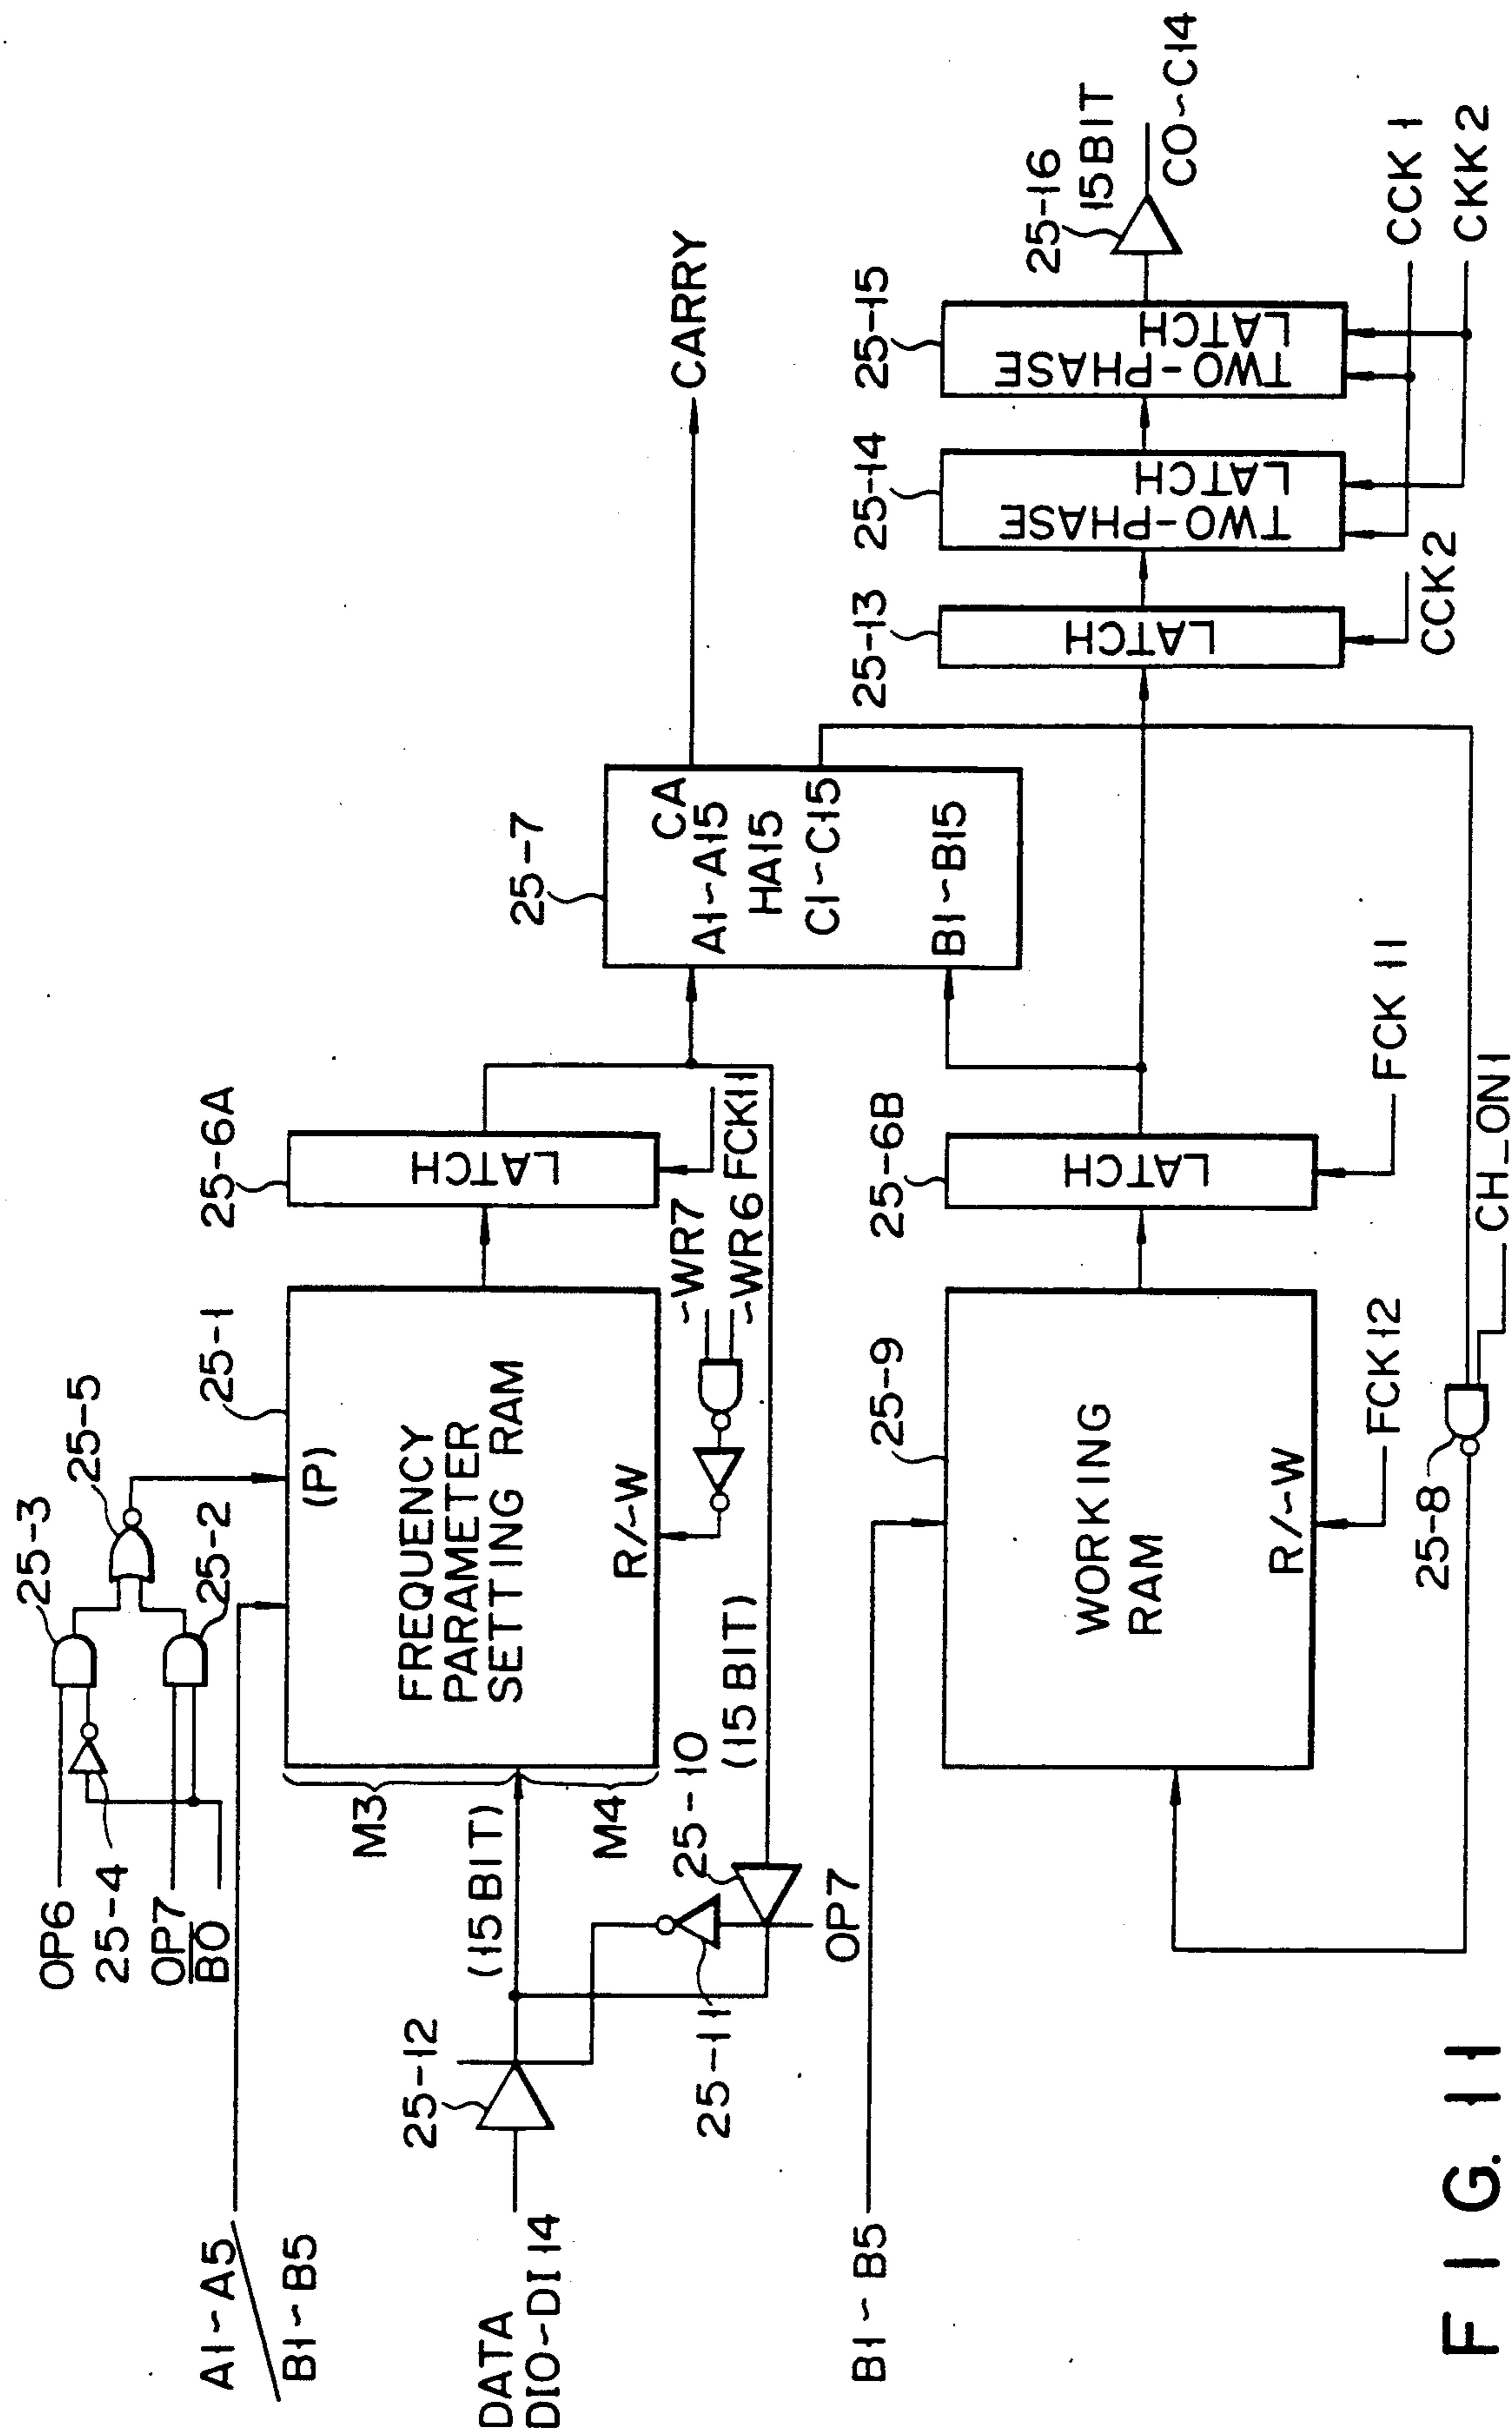 OP6
25-4
OP7
B0
25-3
25-5
25-2
A1~A5
B1~B5
25-1
(P)
FREQUENCY
PARAMETER
SETTING RAM
R/~W
M3
M4
(15 BIT)
DATA
DI0~DI14
25-12
25-11
25-10
OP7
(15 BIT)
~WR7
~WR6
FCK11
25-6A
LATCH
25-7
CA
A1~A15
HA15
C1~C15
B1~B15
CARRY
B1~B5
25-9
WORKING
RAM
R/~W
FCK12
25-6B
LATCH
FCK11
25-8
CH_ON1
25-13
LATCH
CCK2
25-14
TWO-PHASE
LATCH
25-15
TWO-PHASE
LATCH
25-16
15BIT
C0~C14
CCK1
CKK2
FIG. 11